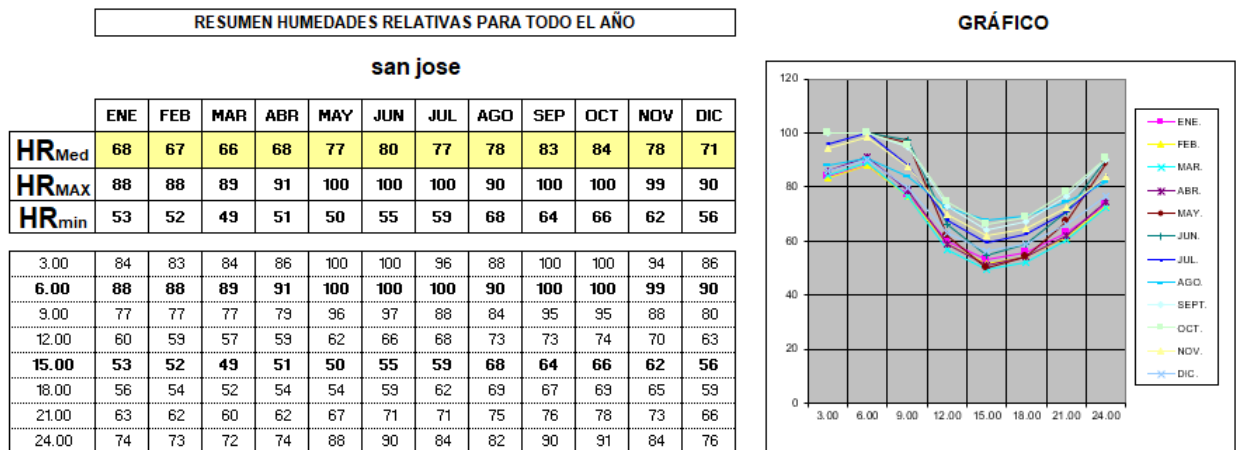 RESUMEN HUMEDADES RELATIVAS PARA TODO EL AÑO
san jose
ENE FEB MAR ABR MAY JUN JUL AGO SEP OCT NOV DIC
HRMed 68 67 66 68 77 80 77 78 83 84 78 71
HRMAX 88 88 89 91 100 100 100 90 100 100 99 90
HRmin 53 52 49 51 50 55 59 68 64 66 62 56
3.00 84 83 84 86 100 100 96 88 100 100 94 86
6.00 88 88 89 91 100 100 100 90 100 100 99 90
9.00 77 77 77 79 96 97 88 84 95 95 88 80
12.00 60 59 57 59 62 66 68 73 73 74 70 63
15.00 53 52 49 51 50 55 59 68 64 66 62 56
18.00 56 54 52 54 54 59 62 69 67 69 65 59
21.00 63 62 60 62 67 71 71 75 76 78 73 66
24.00 74 73 72 74 88 90 84 82 90 91 84 76
GRÁFICO
120
100
80
60
40
20
0
3.00 6.00 9.00 12.00 15.00 18.00 21.00 24.00
ENE.
FEB.
MAR.
ABR.
MAY.
JUN.
JUL.
AGO.
SEPT.
OCT.
NOV.
DIC.